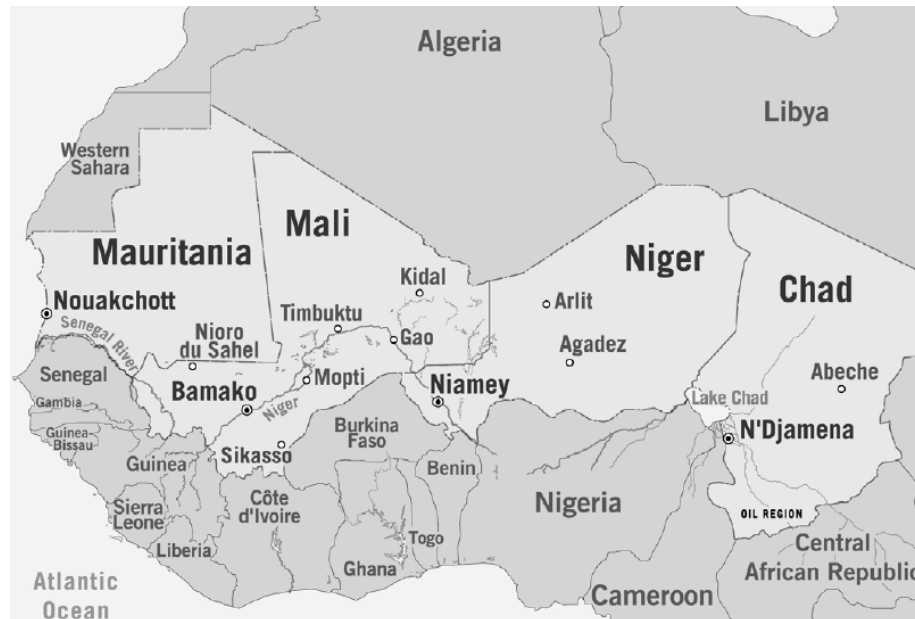 Algeria
Libya
Western
Sahara
Mali
Mauritania
Niger
Chad
Kidal
Nouakchott
Timbuktu
Arlit
Senegal River
Nioro
du Sahel
Gao
Agadez
Senegal
Bamako
Mopti
Niamey
Abeche
Lake Chad
Gambia
Niger
N'Djamena
Guinea-
Bissau
Sikasso
Burkina
Faso
Guinea
Benin
Nigeria
Sierra
Leone
Côte
d'Ivoire
OIL REGION
Togo
Liberia
Ghana
Central
African Republic
Atlantic
Ocean
Cameroon